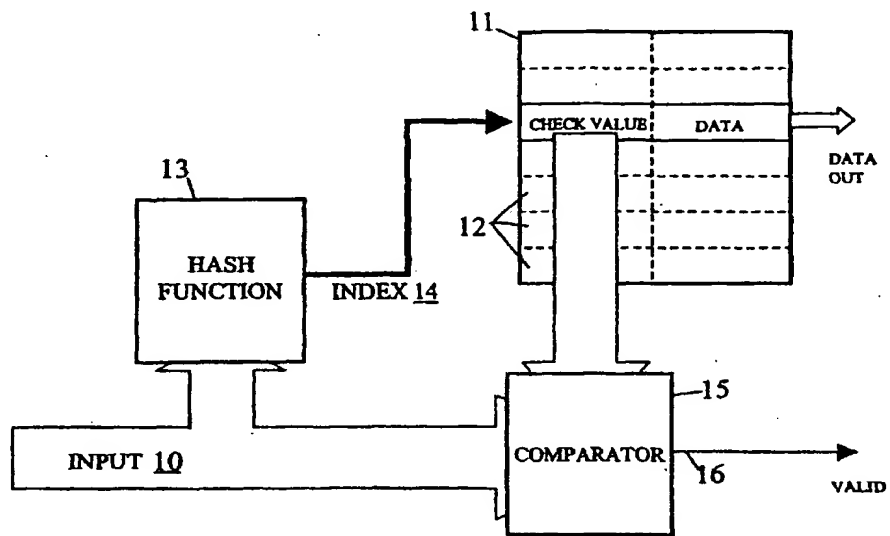 11
CHECK VALUE DATA
DATA
OUT
13
12
HASH
FUNCTION
INDEX 14
15
INPUT 10
COMPARATOR
16
VALID